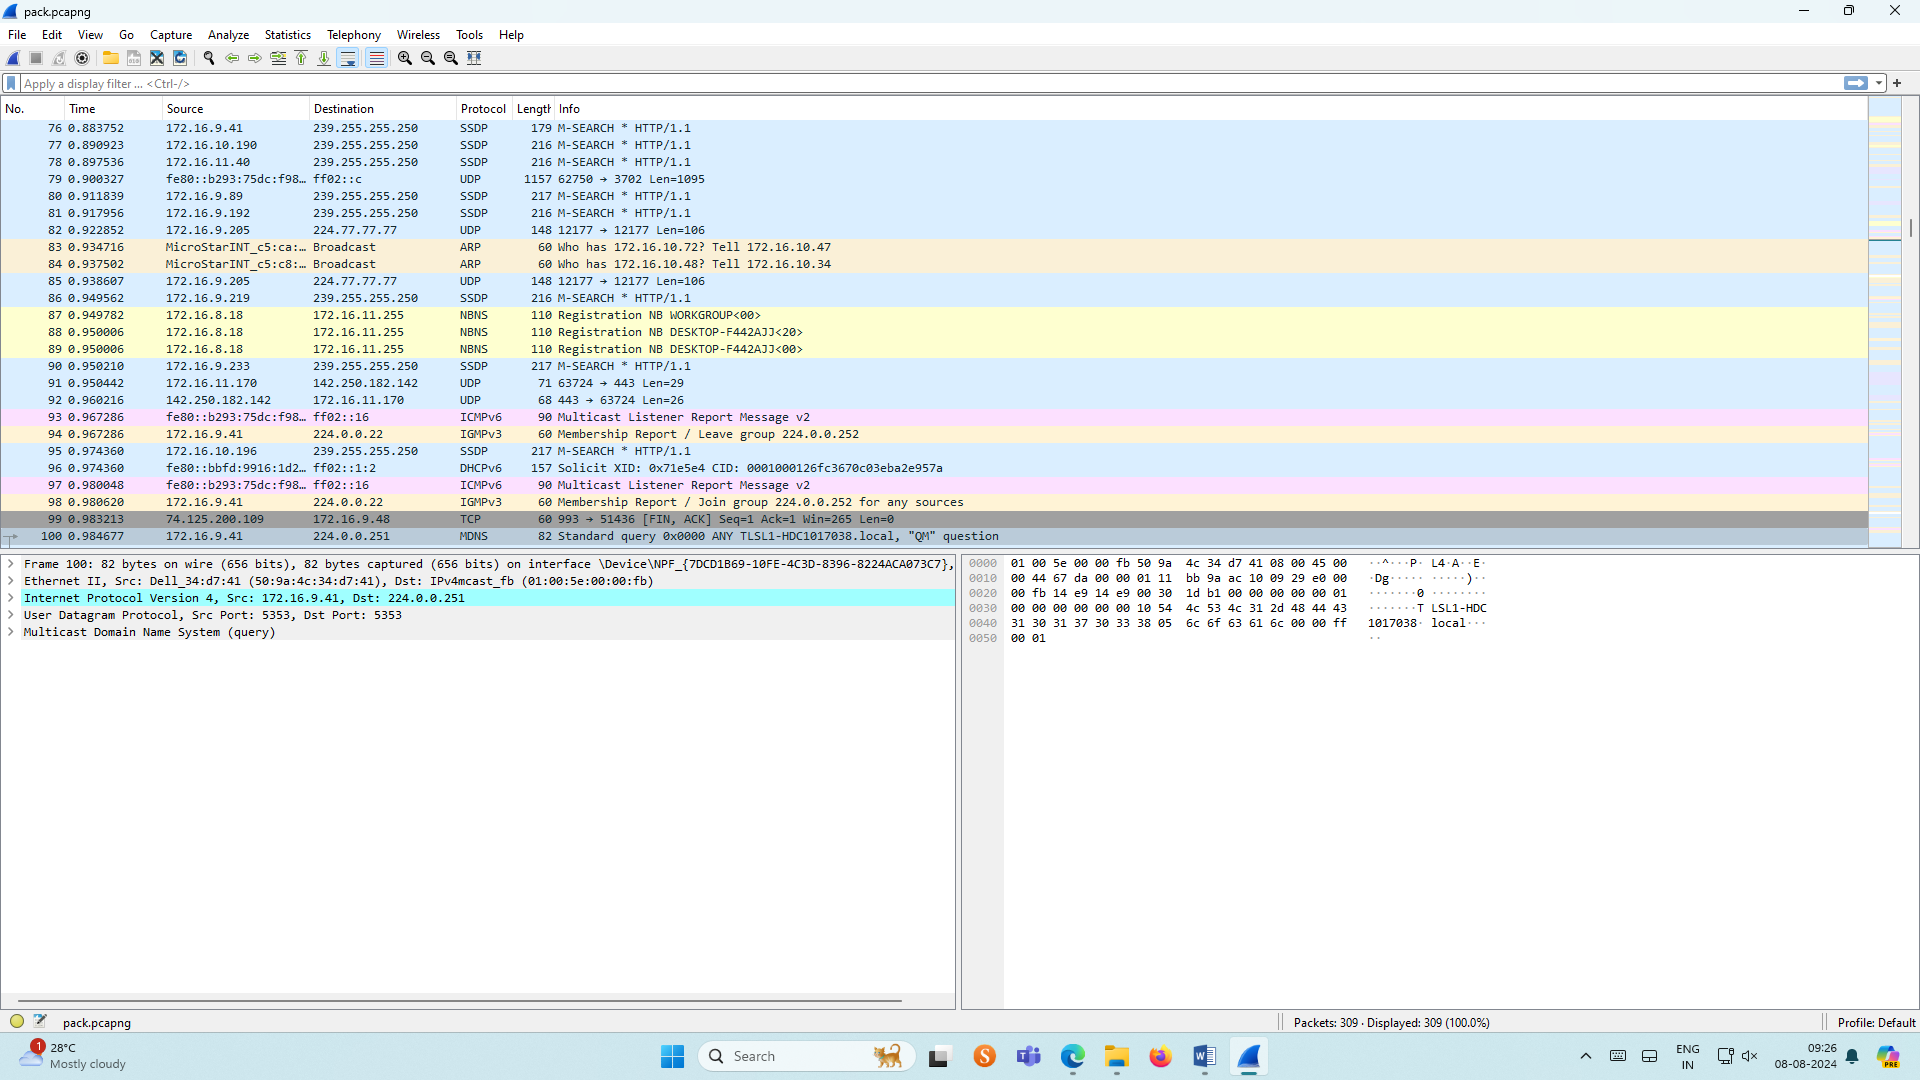 pack.pcapng
File Edit View Go Capture Analyze Statistics Telephony Wireless Tools Help
Apply a display filter ... <Ctrl-/>
No. Time Source Destination Protocol Length Info
76 0.883752 172.16.9.41 239.255.255.250 SSDP 179 M-SEARCH * HTTP/1.1
77 0.890923 172.16.10.190 239.255.255.250 SSDP 216 M-SEARCH * HTTP/1.1
78 0.897536 172.16.11.40 239.255.255.250 SSDP 216 M-SEARCH * HTTP/1.1
79 0.900327 fe80::b293:75dc:f98… ff02::c UDP 1157 62750 → 3702 Len=1095
80 0.911839 172.16.9.89 239.255.255.250 SSDP 217 M-SEARCH * HTTP/1.1
81 0.917956 172.16.9.192 239.255.255.250 SSDP 216 M-SEARCH * HTTP/1.1
82 0.922852 172.16.9.205 224.77.77.77 UDP 148 12177 → 12177 Len=106
83 0.934716 MicroStarINT_c5:ca:… Broadcast ARP 60 Who has 172.16.10.72? Tell 172.16.10.47
84 0.937502 MicroStarINT_c5:c8:… Broadcast ARP 60 Who has 172.16.10.48? Tell 172.16.10.34
85 0.938607 172.16.9.205 224.77.77.77 UDP 148 12177 → 12177 Len=106
86 0.949562 172.16.9.219 239.255.255.250 SSDP 216 M-SEARCH * HTTP/1.1
87 0.949782 172.16.8.18 172.16.11.255 NBNS 110 Registration NB WORKGROUP<00>
88 0.950006 172.16.8.18 172.16.11.255 NBNS 110 Registration NB DESKTOP-F442AJJ<20>
89 0.950006 172.16.8.18 172.16.11.255 NBNS 110 Registration NB DESKTOP-F442AJJ<00>
90 0.950210 172.16.9.233 239.255.255.250 SSDP 217 M-SEARCH * HTTP/1.1
91 0.950442 172.16.11.170 142.250.182.142 UDP 71 63724 → 443 Len=29
92 0.960216 142.250.182.142 172.16.11.170 UDP 68 443 → 63724 Len=26
93 0.967286 fe80::b293:75dc:f98… ff02::16 ICMPv6 90 Multicast Listener Report Message v2
94 0.967286 172.16.9.41 224.0.0.22 IGMPv3 60 Membership Report / Leave group 224.0.0.252
95 0.974360 172.16.10.196 239.255.255.250 SSDP 217 M-SEARCH * HTTP/1.1
96 0.974360 fe80::bbfd:9916:1d2… ff02::1:2 DHCPv6 157 Solicit XID: 0x71e5e4 CID: 0001000126fc3670c03eba2e957a
97 0.980048 fe80::b293:75dc:f98… ff02::16 ICMPv6 90 Multicast Listener Report Message v2
98 0.980620 172.16.9.41 224.0.0.22 IGMPv3 60 Membership Report / Join group 224.0.0.252 for any sources
99 0.983213 74.125.200.109 172.16.9.48 TCP 60 993 → 51436 [FIN, ACK] Seq=1 Ack=1 Win=265 Len=0
100 0.984677 172.16.9.41 224.0.0.251 MDNS 82 Standard query 0x0000 ANY TLSL1-HDC1017038.local, "QM" question
Frame 100: 82 bytes on wire (656 bits), 82 bytes captured (656 bits) on interface \Device\NPF_{7DCD1B69-10FE-4C3D-8396-8224ACA073C7},
Ethernet II, Src: Dell_34:d7:41 (50:9a:4c:34:d7:41), Dst: IPv4mcast_fb (01:00:5e:00:00:fb)
Internet Protocol Version 4, Src: 172.16.9.41, Dst: 224.0.0.251
User Datagram Protocol, Src Port: 5353, Dst Port: 5353
Multicast Domain Name System (query)
0000 01 00 5e 00 00 fb 50 9a 4c 34 d7 41 08 00 45 00 ··^···P· L4·A··E·
0010 00 44 67 da 00 00 01 11 bb 9a ac 10 09 29 e0 00 ·Dg····· ·····)··
0020 00 fb 14 e9 14 e9 00 30 1d b1 00 00 00 00 00 01 ·······0 ········
0030 00 00 00 00 00 00 10 54 4c 53 4c 31 2d 48 44 43 ·······T LSL1-HDC
0040 31 30 31 37 30 33 38 05 6c 6f 63 61 6c 00 00 ff 1017038· local···
0050 00 01 ··
pack.pcapng
Packets: 309 · Displayed: 309 (100.0%)
Profile: Default
1
28°C
Mostly cloudy
Search
S
ENG
IN
09:26
08-08-2024
PRE